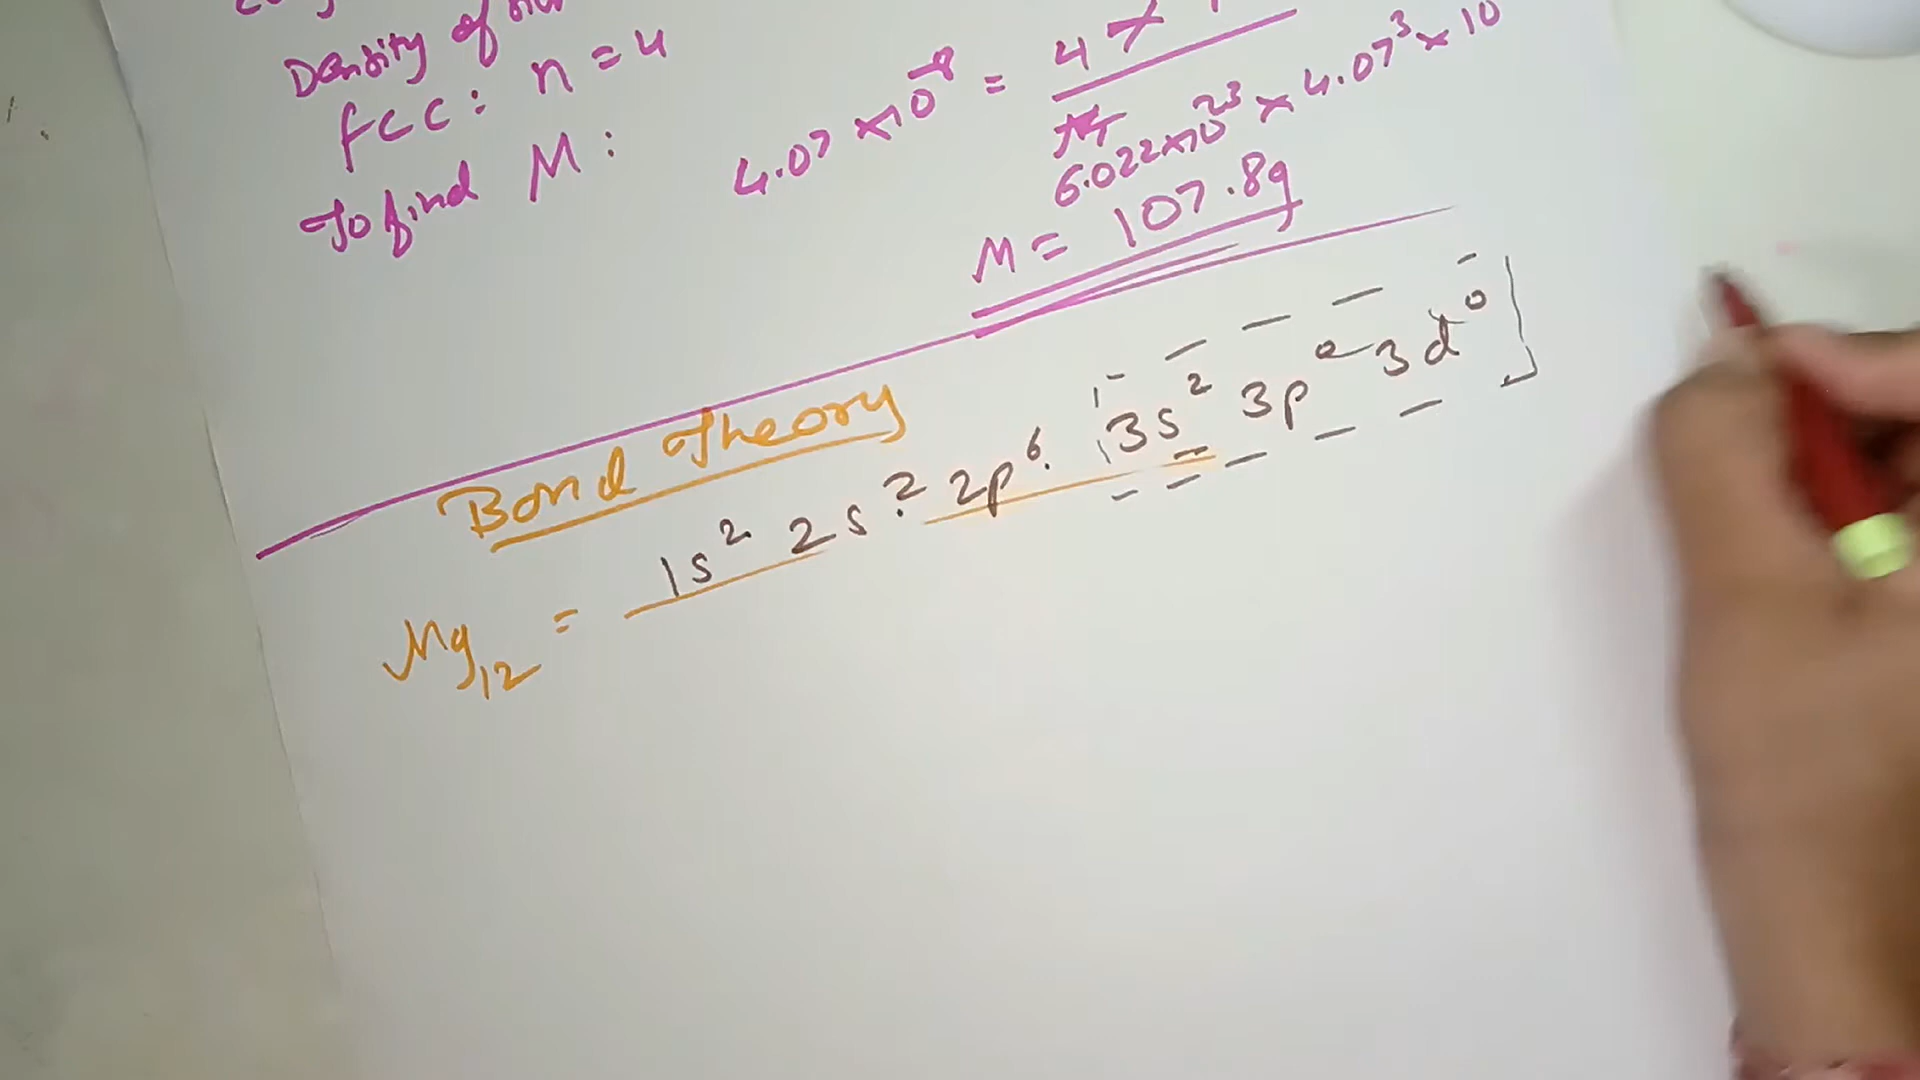 Density of
fcc: n = 4
To find M:
4.07 × 10⁻⁸ = 4 ×
6.022×10²³ × 4.07³ × 10
M = 107.8g
Bond Theory
Mg₁₂ = 1s² 2s² 2p⁶ 3s² 3p⁰ 3d⁰